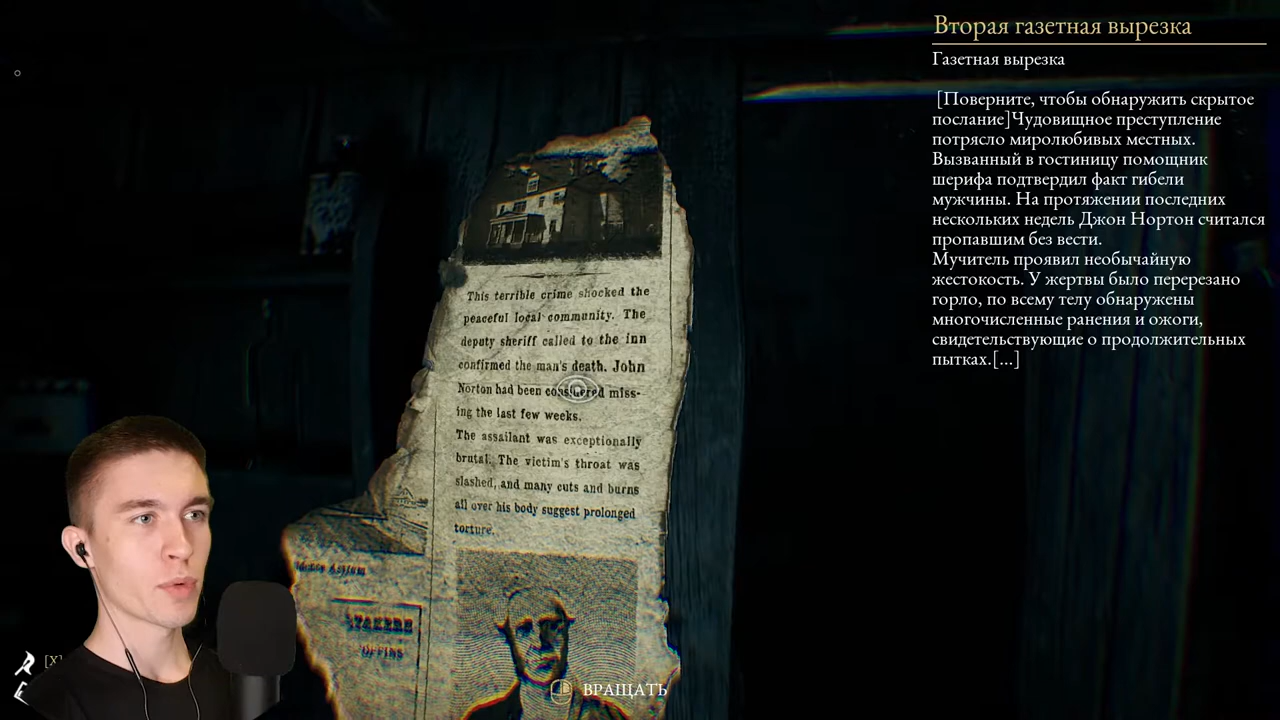 Вторая газетная вырезка
Газетная вырезка
[Поверните, чтобы обнаружить скрытое
послание]Чудовищное преступление
потрясло миролюбивых местных.
Вызванный в гостиницу помощник
шерифа подтвердил факт гибели
мужчины. На протяжении последних
нескольких недель Джон Нортон считался
пропавшим без вести.
Мучитель проявил необычайную
жестокость. У жертвы было перерезано
горло, по всему телу обнаружены
многочисленные ранения и ожоги,
свидетельствующие о продолжительных
пытках.[...]
This terrible crime shocked the
peaceful local community. The
deputy sheriff called to the inn
confirmed the man's death. John
Norton had been considered miss-
ing the last few weeks.
The assailant was exceptionally
brutal. The victim's throat was
slashed, and many cuts and burns
all over his body suggest prolonged
torture.
Asylum
[X]
ВРАЩАТЬ